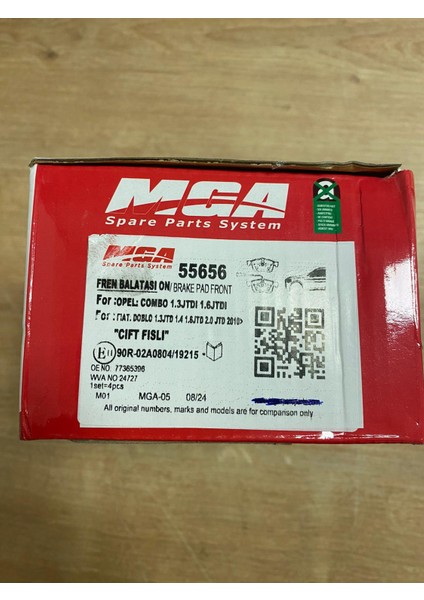 MGA
Spare Parts System
MGA
Spare Parts System
55656
FREN BALATASI ON/ BRAKE PAD FRONT
For :OPEL: COMBO 1.3JTDI 1.6JTDI
For : FIAT. DOBLO 1.3JTD 1.4 1.6JTD 2.0 JTD 2010>
"CIFT FISLI"
E11 90R-02A0804/19215
OE NO. 77365396
WVA NO 24727
1set=4pcs
M01 MGA-05 08/24
All original numbers, marks and models are for comparison only